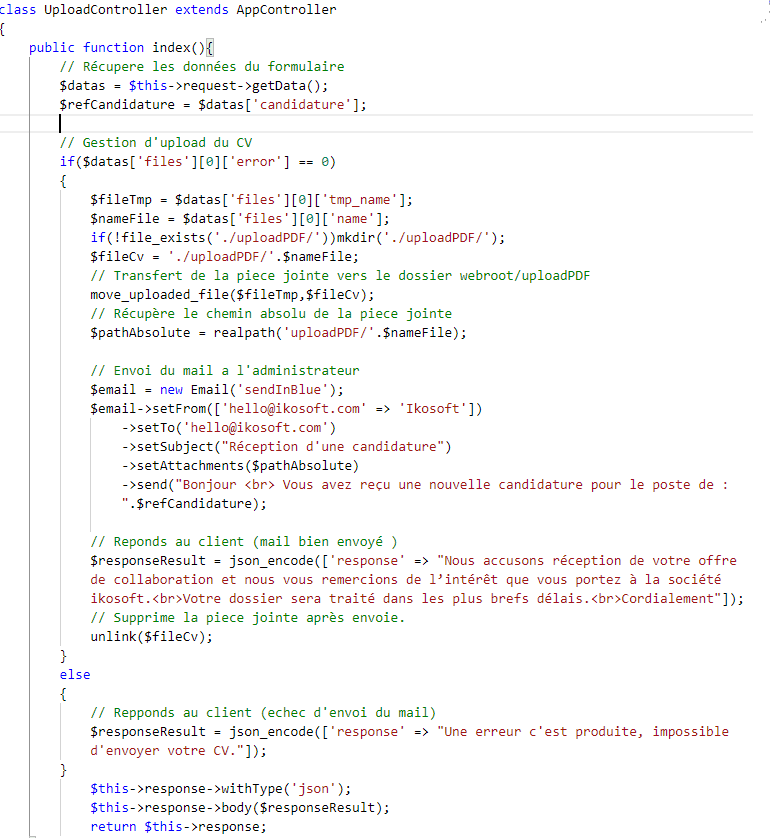 class UploadController extends AppController
{
public function index(){
// Récupere les données du formulaire
$datas = $this->request->getData();
$refCandidature = $datas['candidature'];
// Gestion d'upload du CV
if($datas['files'][0]['error'] == 0)
{
$fileTmp = $datas['files'][0]['tmp_name'];
$nameFile = $datas['files'][0]['name'];
if(!file_exists('./uploadPDF/'))mkdir('./uploadPDF/');
$fileCv = './uploadPDF/'.$nameFile;
// Transfert de la piece jointe vers le dossier webroot/uploadPDF
move_uploaded_file($fileTmp,$fileCv);
// Récupère le chemin absolu de la piece jointe
$pathAbsolute = realpath('uploadPDF/'.$nameFile);
// Envoi du mail a l'administrateur
$email = new Email('sendInBlue');
$email->setFrom(['hello@ikosoft.com' => 'Ikosoft'])
->setTo('hello@ikosoft.com')
->setSubject("Réception d'une candidature")
->setAttachments($pathAbsolute)
->send("Bonjour <br> Vous avez reçu une nouvelle candidature pour le poste de :
".$refCandidature);
// Reponds au client (mail bien envoyé )
$responseResult = json_encode(['response' => "Nous accusons réception de votre offre
de collaboration et nous vous remercions de l’intérêt que vous portez à la société
ikosoft.<br>Votre dossier sera traité dans les plus brefs délais.<br>Cordialement"]);
// Supprime la piece jointe après envoie.
unlink($fileCv);
}
else
{
// Repponds au client (echec d'envoi du mail)
$responseResult = json_encode(['response' => "Une erreur c'est produite, impossible
d'envoyer votre CV."]);
}
$this->response->withType('json');
$this->response->body($responseResult);
return $this->response;